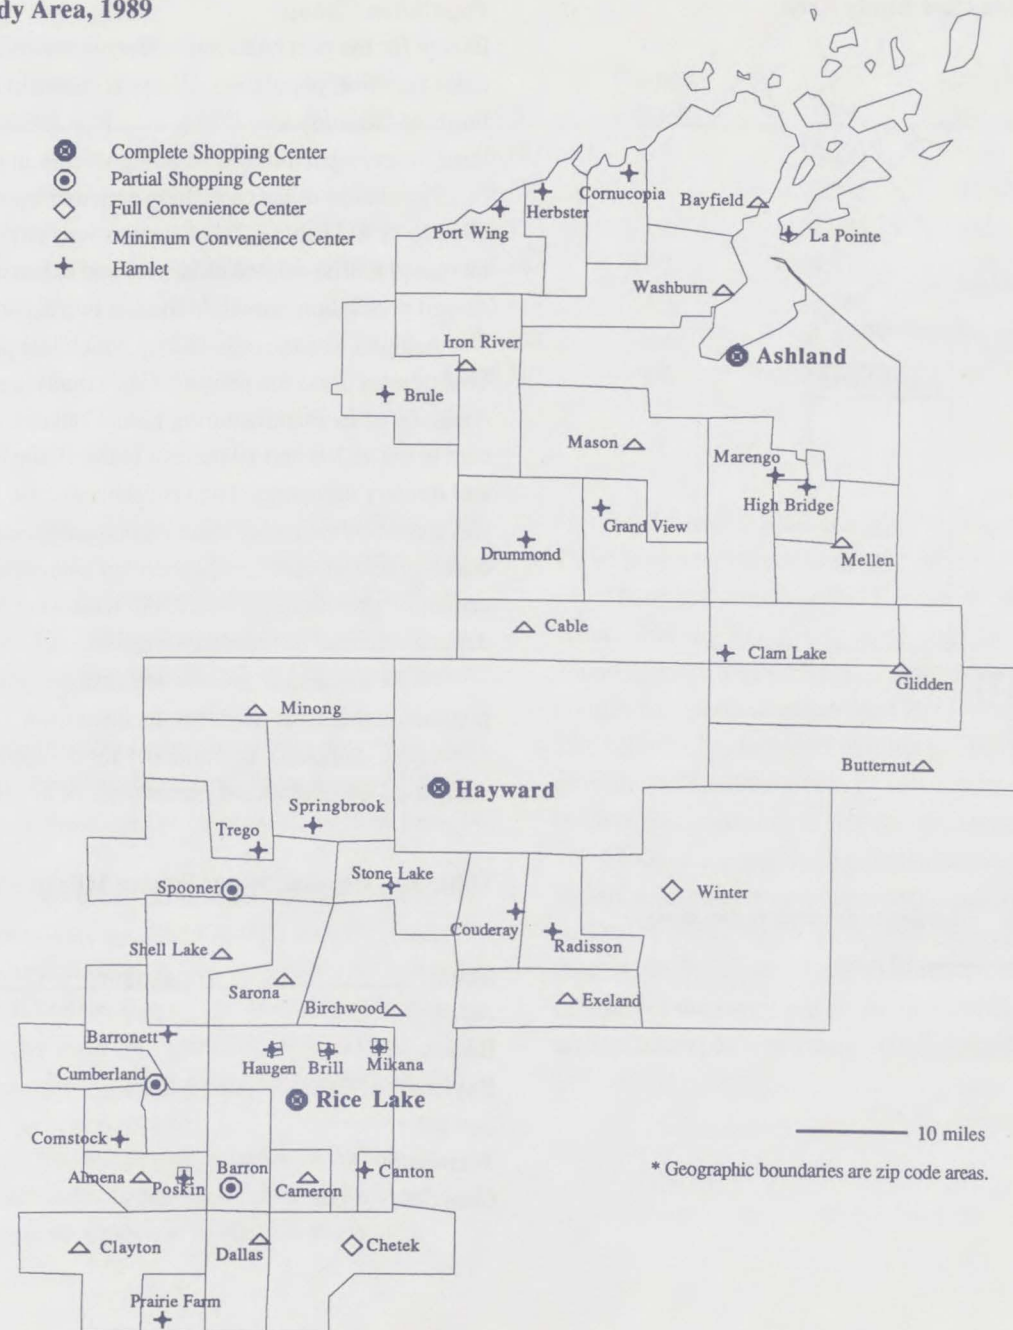 dy Area, 1989
Complete Shopping Center
Partial Shopping Center
Full Convenience Center
Minimum Convenience Center
Hamlet
Cornucopia
Herbster
Bayfield
Port Wing
La Pointe
Washburn
Iron River
Ashland
Brule
Mason
Marengo
High Bridge
Grand View
Drummond
Mellen
Cable
Clam Lake
Glidden
Minong
Butternut
Hayward
Springbrook
Trego
Stone Lake
Spooner
Winter
Couderay
Radisson
Shell Lake
Sarona
Exeland
Birchwood
Barronett
Haugen
Brill
Mikana
Cumberland
Rice Lake
10 miles
Comstock
* Geographic boundaries are zip code areas.
Almena
Poskin
Barron
Cameron
Canton
Clayton
Dallas
Chetek
Prairie Farm